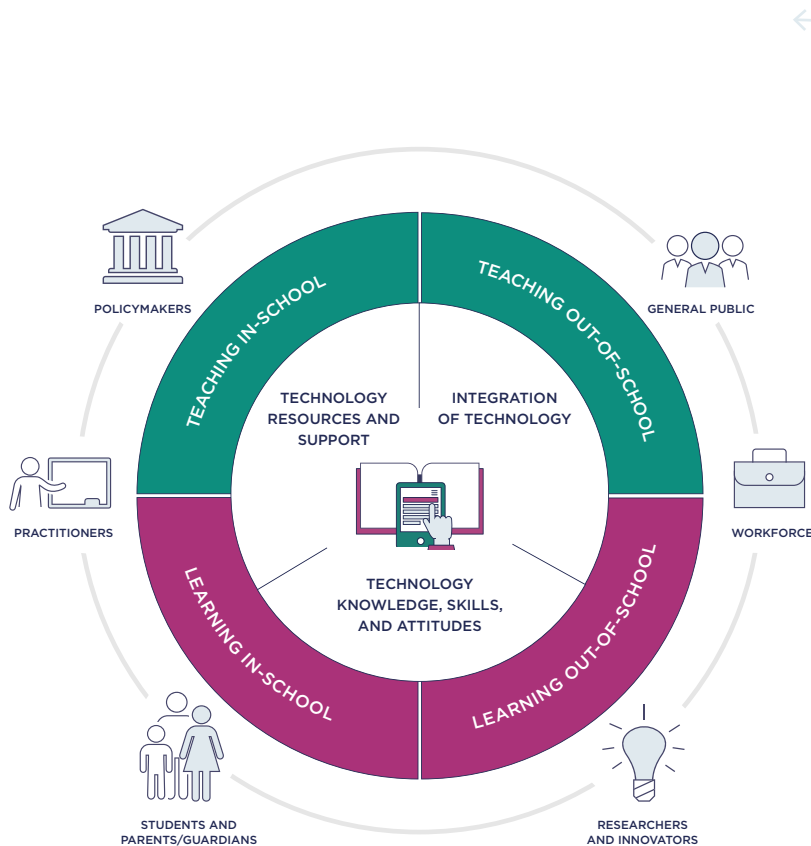 TEACHING IN-SCHOOL
TEACHING OUT-OF-SCHOOL
POLICYMAKERS
GENERAL PUBLIC
TECHNOLOGY
RESOURCES AND
SUPPORT
INTEGRATION
OF TECHNOLOGY
PRACTITIONERS
WORKFORCE
TECHNOLOGY
KNOWLEDGE, SKILLS,
AND ATTITUDES
LEARNING IN-SCHOOL
LEARNING OUT-OF-SCHOOL
STUDENTS AND
PARENTS/GUARDIANS
RESEARCHERS
AND INNOVATORS